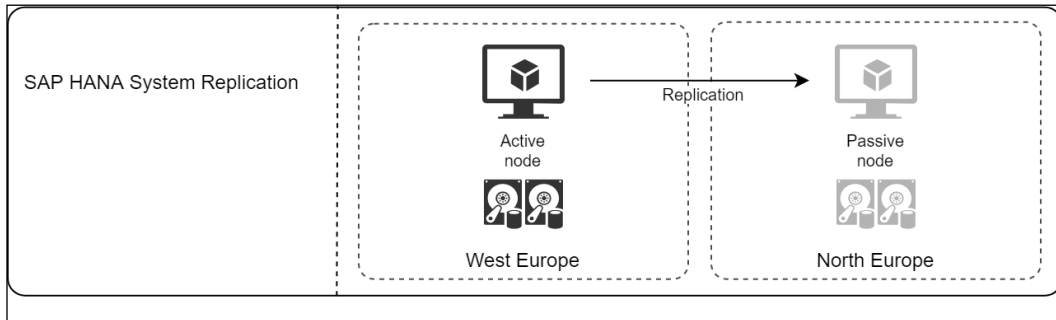 SAP HANA System Replication
Replication
Active
node
Passive
node
West Europe
North Europe